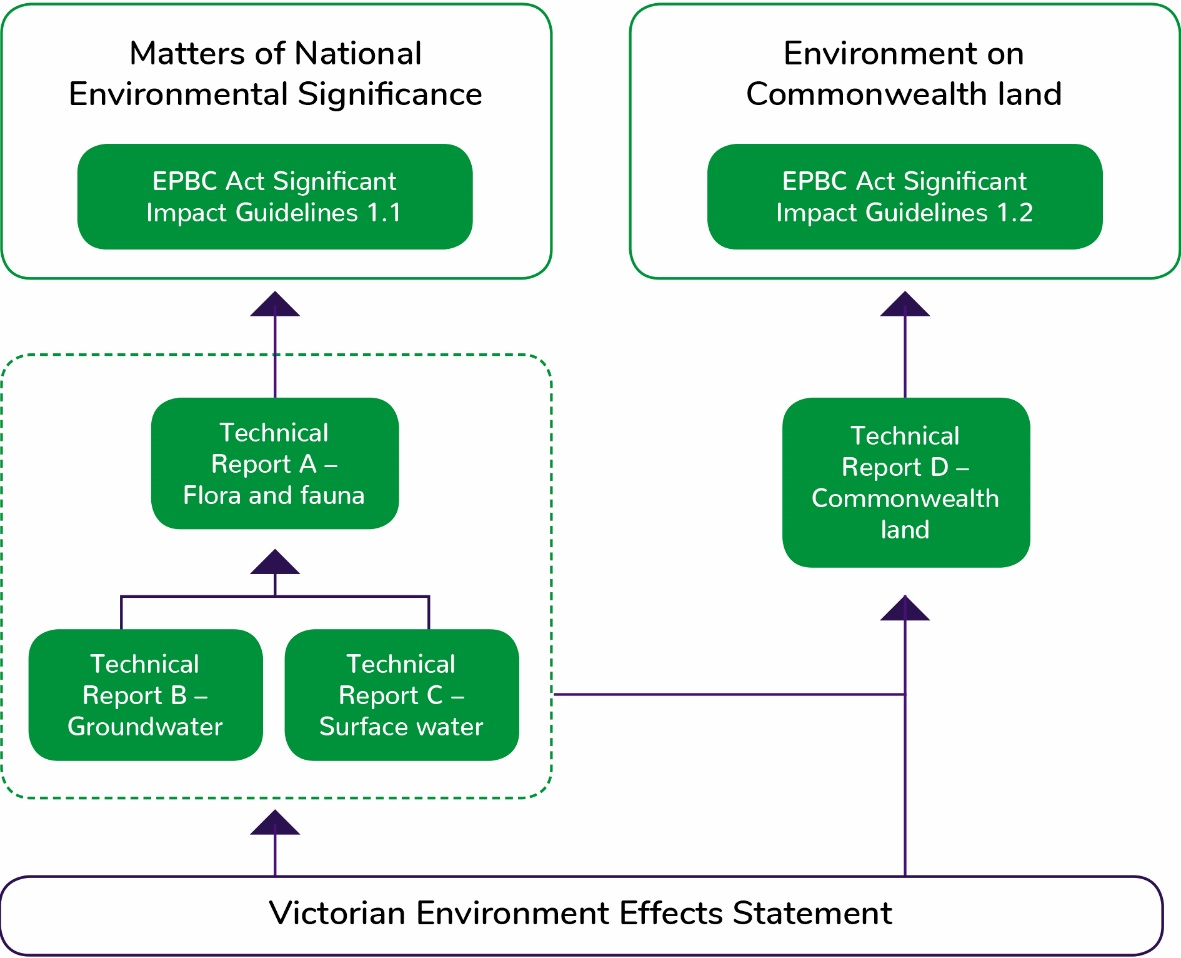 Matters of National
Environmental Significance
EPBC Act Significant
Impact Guidelines 1.1
Environment on
Commonwealth land
EPBC Act Significant
Impact Guidelines 1.2
Technical
Report A –
Flora and fauna
Technical
Report D –
Commonwealth
land
Technical
Report B –
Groundwater
Technical
Report C –
Surface water
Victorian Environment Effects Statement